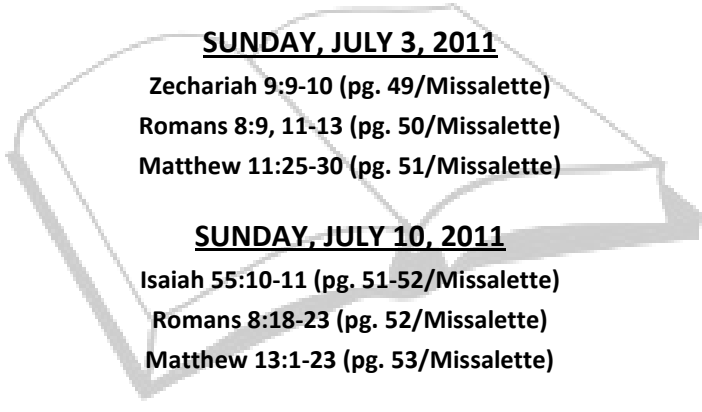 SUNDAY, JULY 3, 2011
Zechariah 9:9-10 (pg. 49/Missalette)
Romans 8:9, 11-13 (pg. 50/Missalette)
Matthew 11:25-30 (pg. 51/Missalette)
SUNDAY, JULY 10, 2011
Isaiah 55:10-11 (pg. 51-52/Missalette)
Romans 8:18-23 (pg. 52/Missalette)
Matthew 13:1-23 (pg. 53/Missalette)